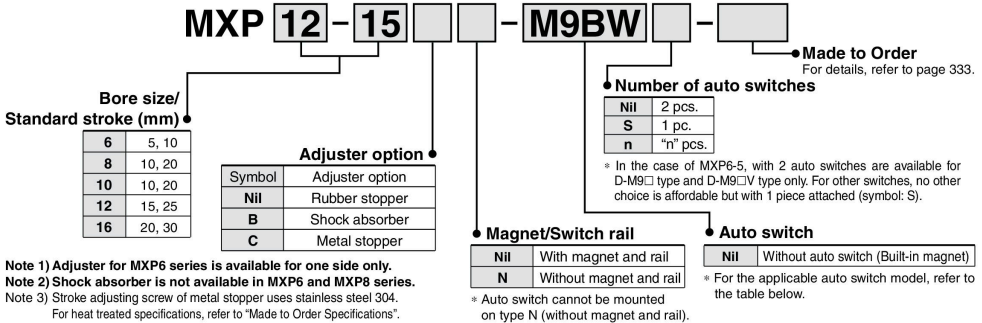 MXP 12 - 15 - M9BW -
Made to Order
For details, refer to page 333.
Number of auto switches
Nil 2 pcs.
S 1 pc.
n “n” pcs.
* In the case of MXP6-5, with 2 auto switches are available for
D-M9□ type and D-M9□V type only. For other switches, no other
choice is affordable but with 1 piece attached (symbol: S).
Bore size/
Standard stroke (mm)
6 5, 10
8 10, 20
10 10, 20
12 15, 25
16 20, 30
Adjuster option
Symbol Adjuster option
Nil Rubber stopper
B Shock absorber
C Metal stopper
Magnet/Switch rail
Nil With magnet and rail
N Without magnet and rail
* Auto switch cannot be mounted
on type N (without magnet and rail).
Auto switch
Nil Without auto switch (Built-in magnet)
* For the applicable auto switch model, refer to
the table below.
Note 1) Adjuster for MXP6 series is available for one side only.
Note 2) Shock absorber is not available in MXP6 and MXP8 series.
Note 3) Stroke adjusting screw of metal stopper uses stainless steel 304.
For heat treated specifications, refer to “Made to Order Specifications”.